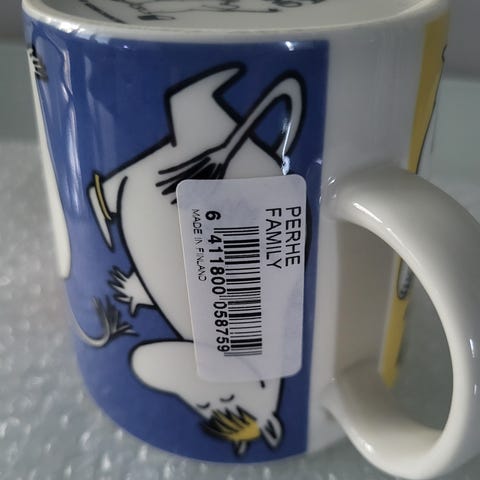 PERHE
FAMILY
6 411800 058759
MADE IN FINLAND